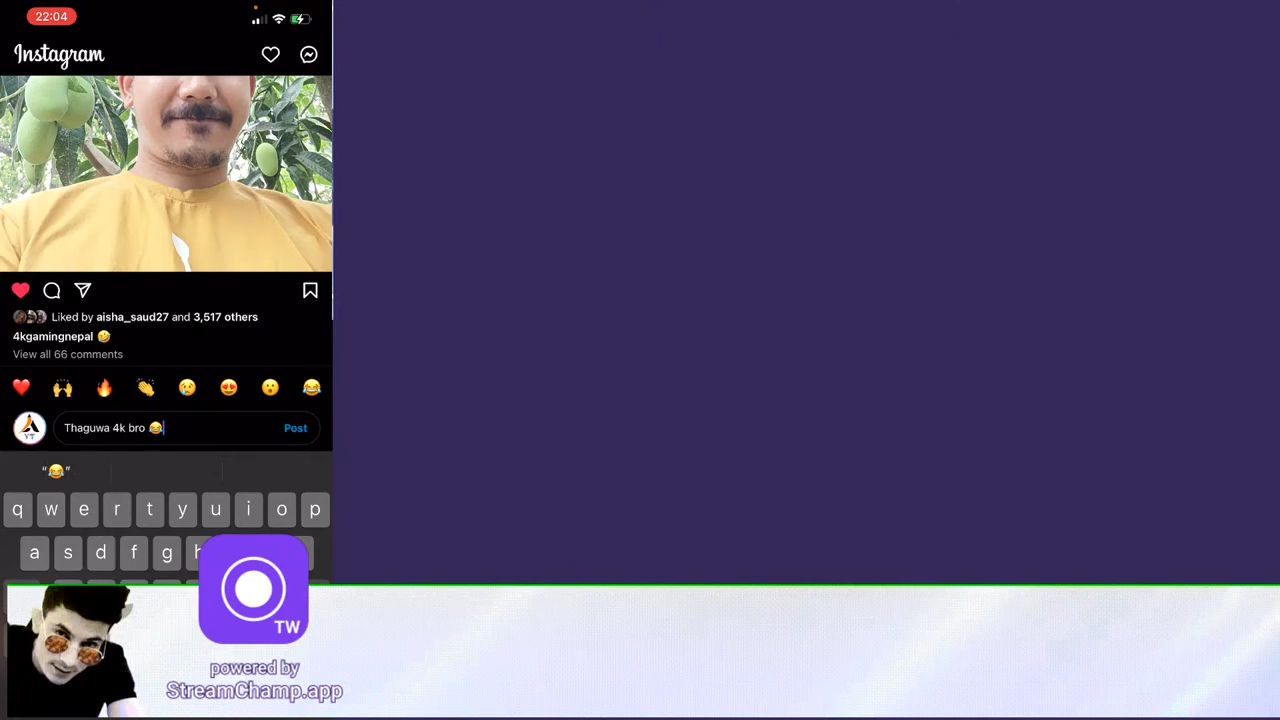 22:04
Instagram
Liked by aisha_saud27 and 3,517 others
4kgamingnepal 🤣
View all 66 comments
❤️ 🙌 🔥 👏 😢 😍 😮 😂
YT
Thaguwa 4k bro 😂
Post
"😂"
q w e r t y u i o p
a s d f g h
TW
powered by
StreamChamp.app